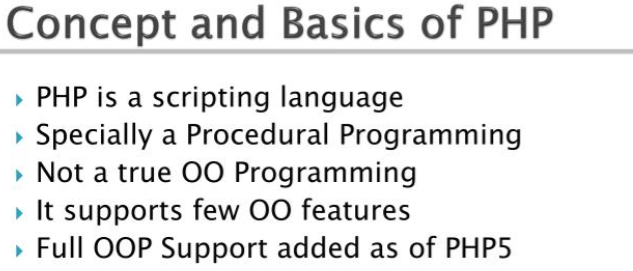 Concept and Basics of PHP
PHP is a scripting language
Specially a Procedural Programming
Not a true OO Programming
It supports few OO features
Full OOP Support added as of PHP5